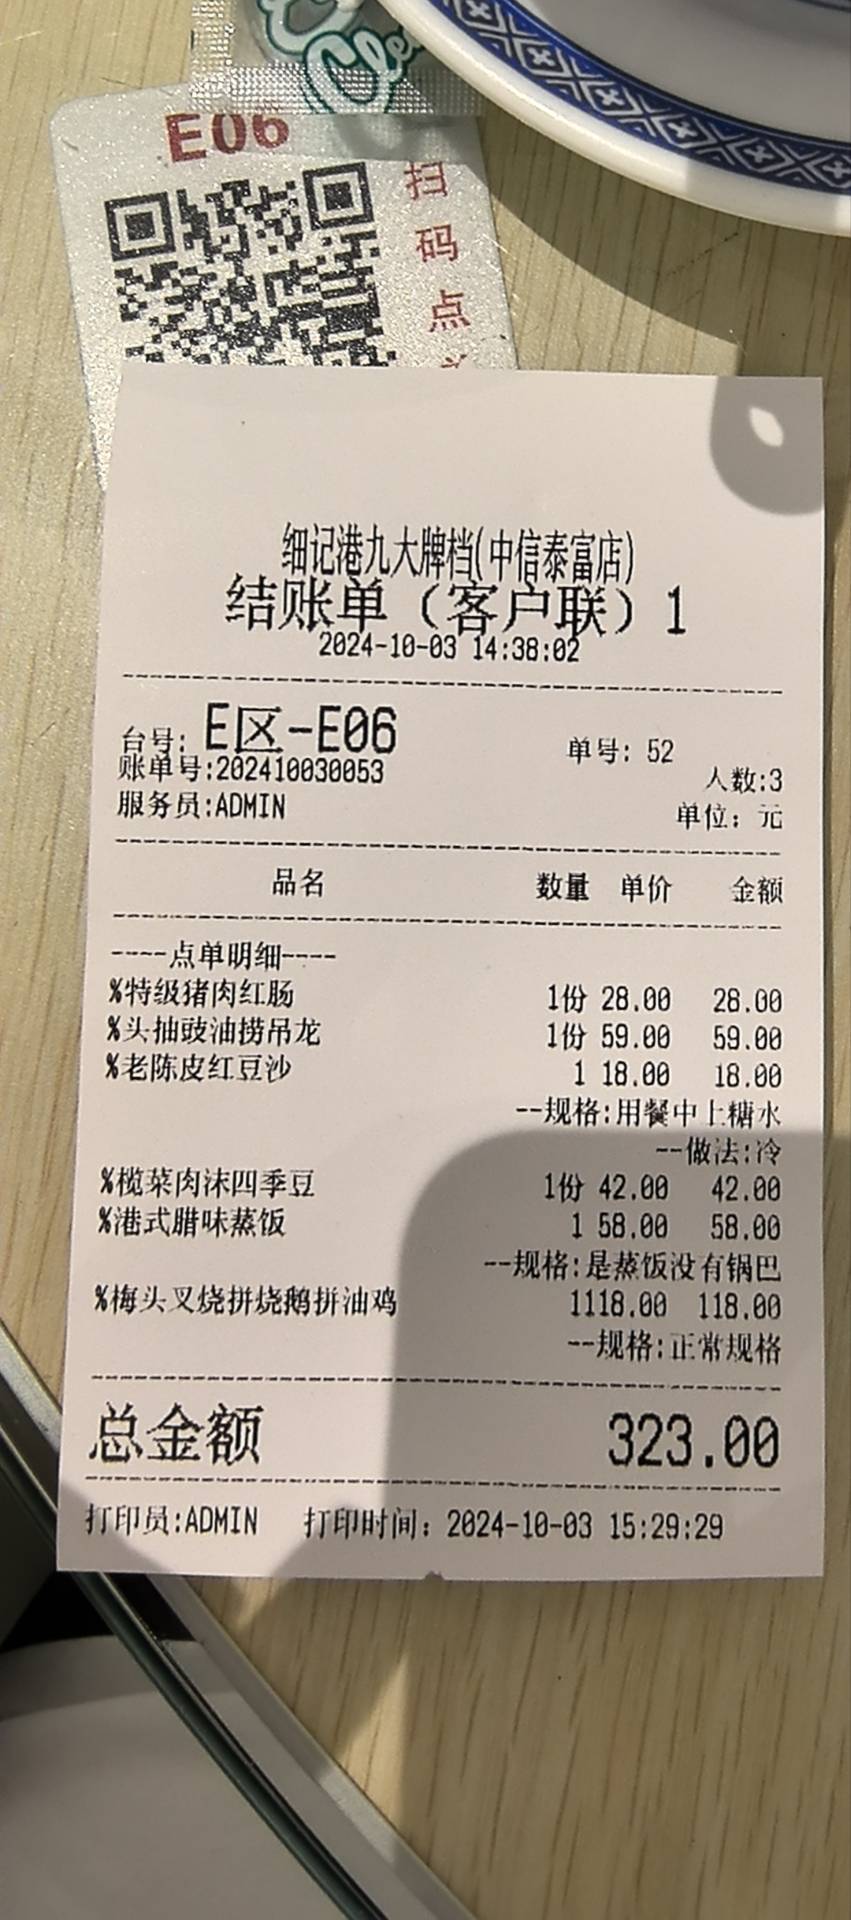 E06
扫
码
点
细记港九大牌档(中信泰富店)
结账单（客户联）1
2024-10-03 14:38:02
台号: E区-E06 单号: 52
账单号:202410030053 人数:3
服务员:ADMIN 单位: 元
品名 数量 单价 金额
----点单明细----
%特级猪肉红肠 1份 28.00 28.00
%头抽豉油捞吊龙 1份 59.00 59.00
%老陈皮红豆沙 1 18.00 18.00
--规格:用餐中上糖水
--做法:冷
%榄菜肉沫四季豆 1份 42.00 42.00
%港式腊味蒸饭 1 58.00 58.00
--规格:是蒸饭没有锅巴
%梅头叉烧拼烧鹅拼油鸡 1118.00 118.00
--规格:正常规格
总金额 323.00
打印员:ADMIN 打印时间: 2024-10-03 15:29:29